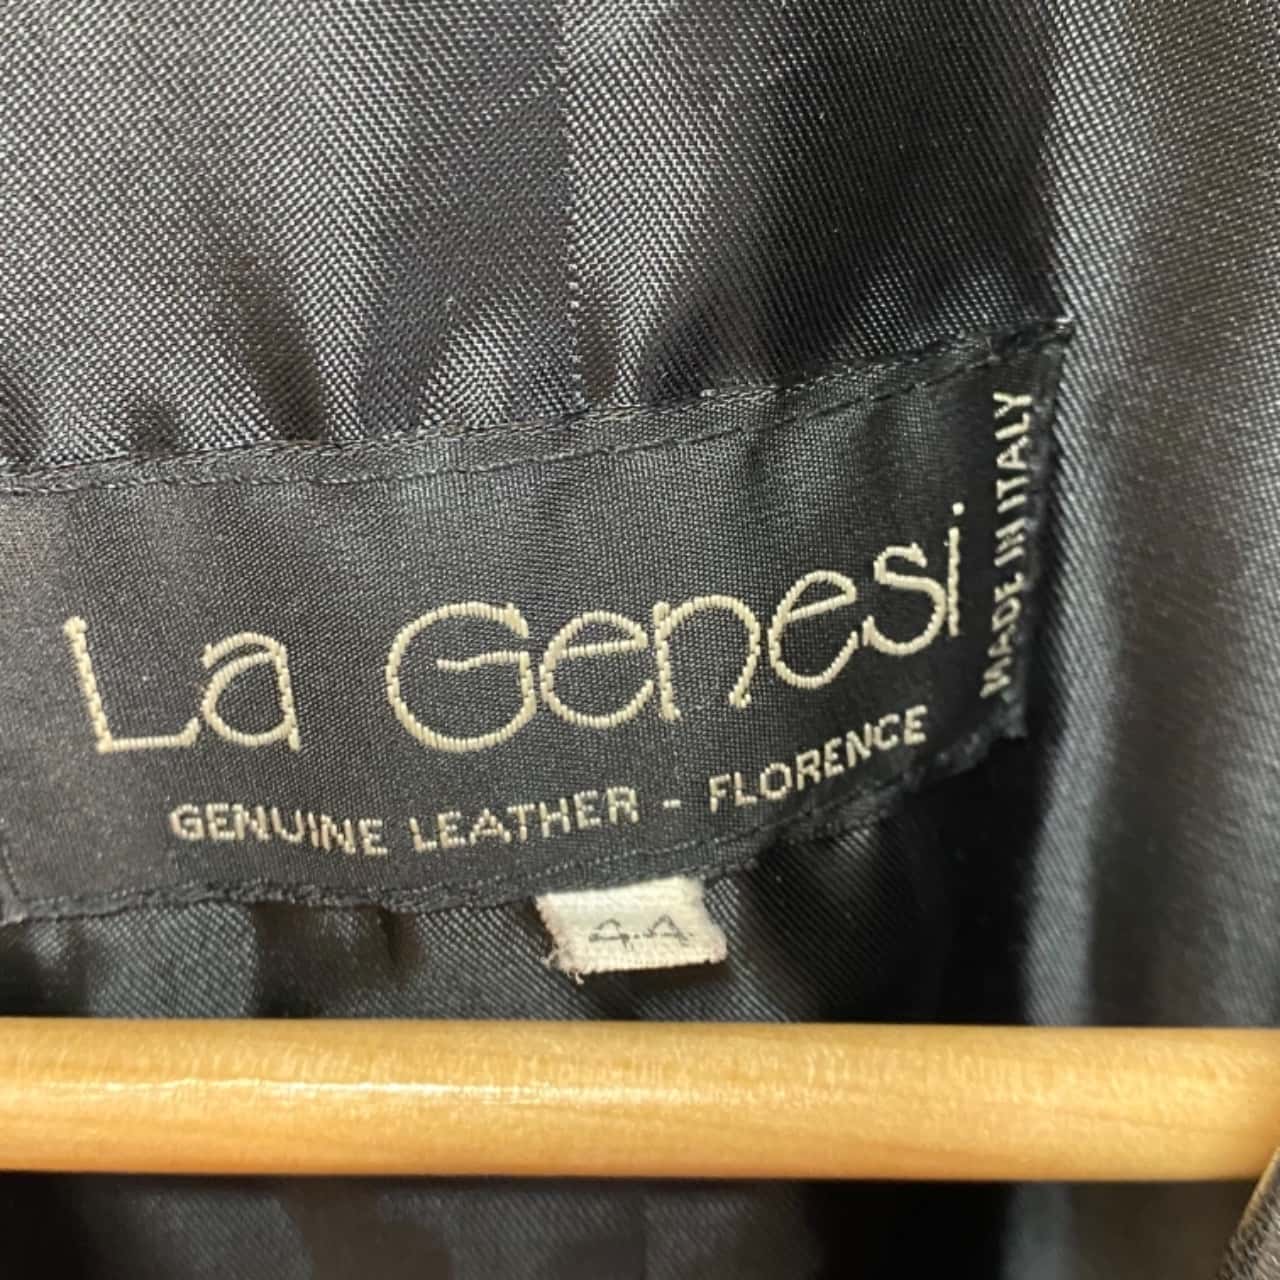 La Genesi
MADE IN ITALY
GENUINE LEATHER - FLORENCE
44